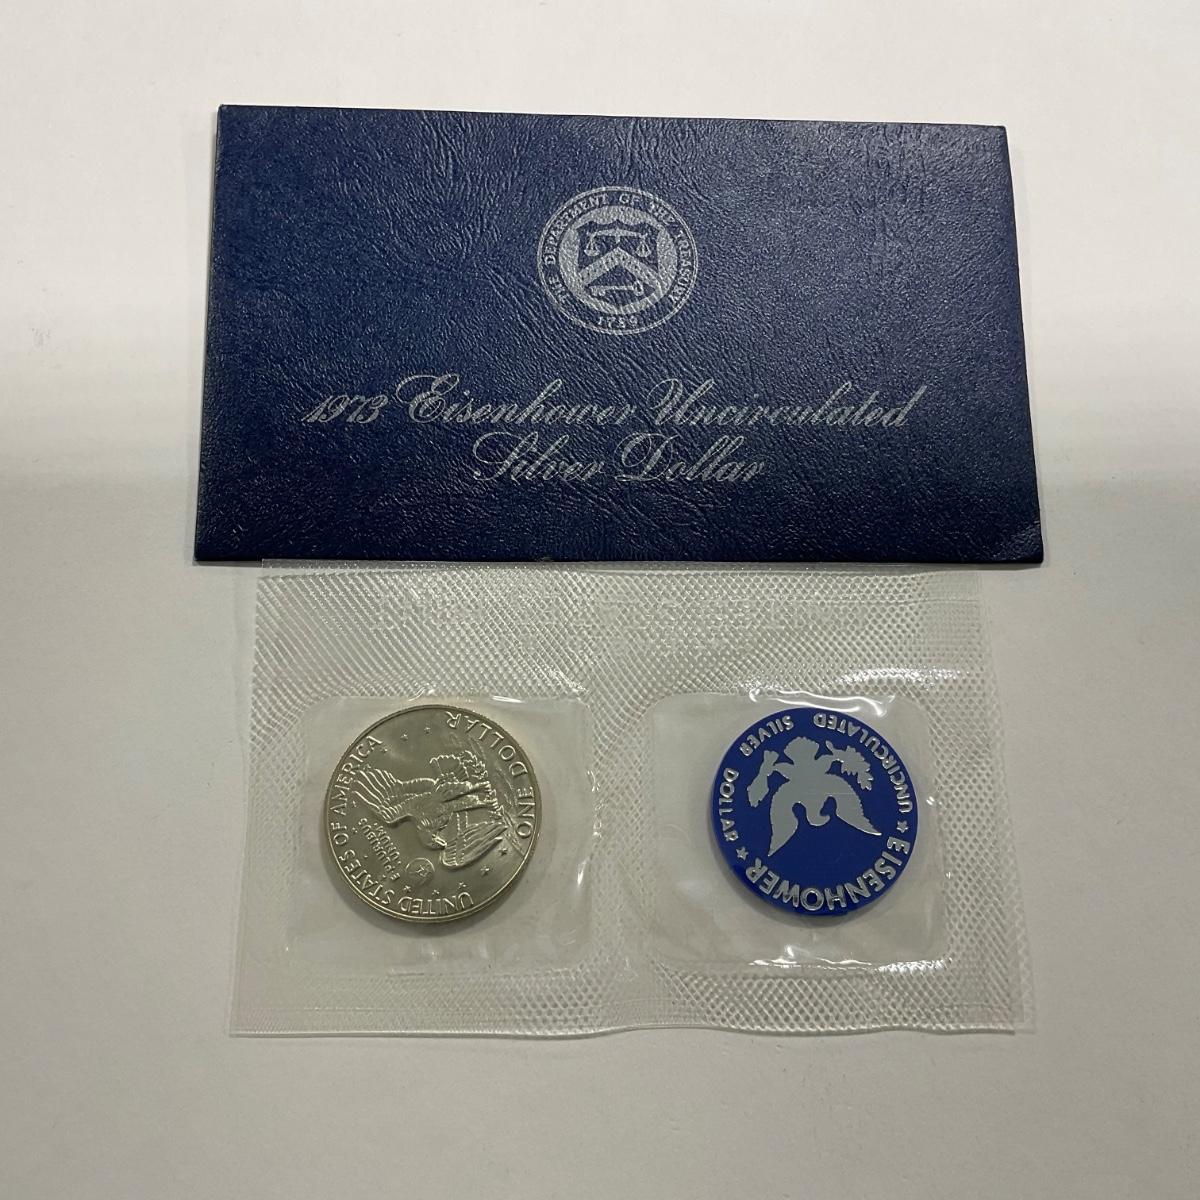 THE DEPARTMENT OF THE TREASURY
1789
1973 Eisenhower Uncirculated
Silver Dollar
UNITED STATES OF AMERICA
E PLURIBUS
UNUM
ONE DOLLAR
EISENHOWER
UNCIRCULATED SILVER DOLLAR